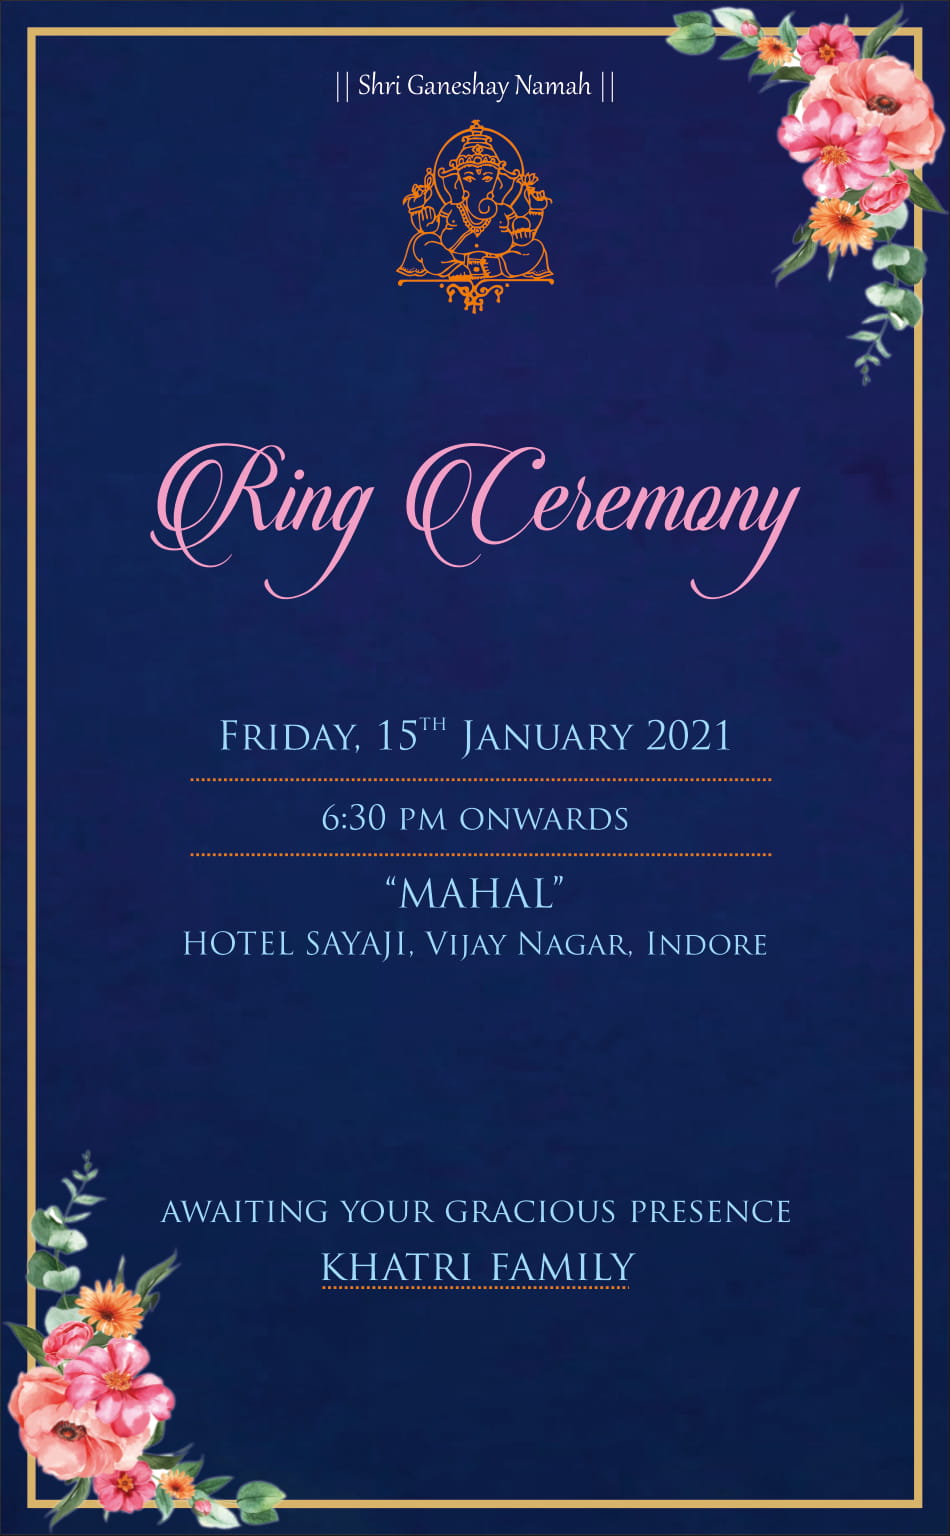 || Shri Ganeshay Namah ||
Ring Ceremony
FRIDAY, 15TH JANUARY 2021
6:30 PM ONWARDS
“MAHAL”
HOTEL SAYAJI, VIJAY NAGAR, INDORE
AWAITING YOUR GRACIOUS PRESENCE
KHATRI FAMILY